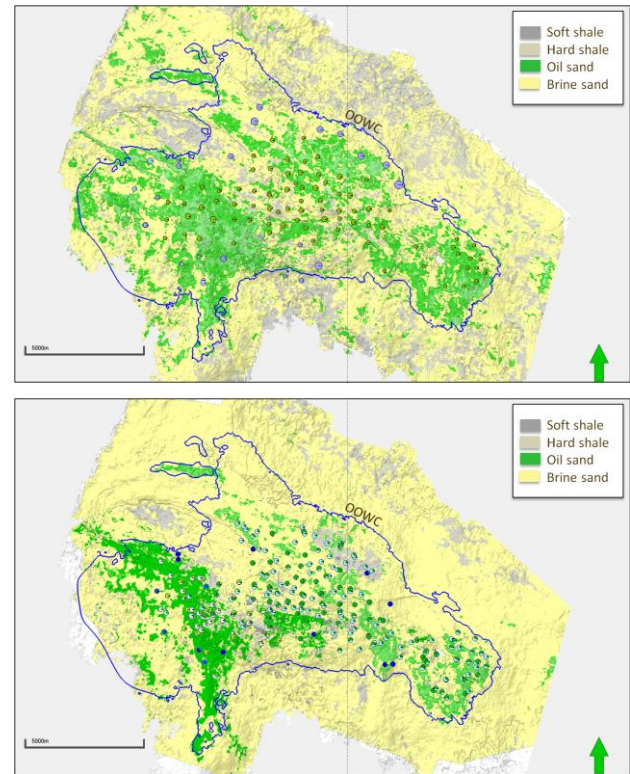 Soft shale
Hard shale
Oil sand
Brine sand
OOWC
5000m
Soft shale
Hard shale
Oil sand
Brine sand
OOWC
5000m